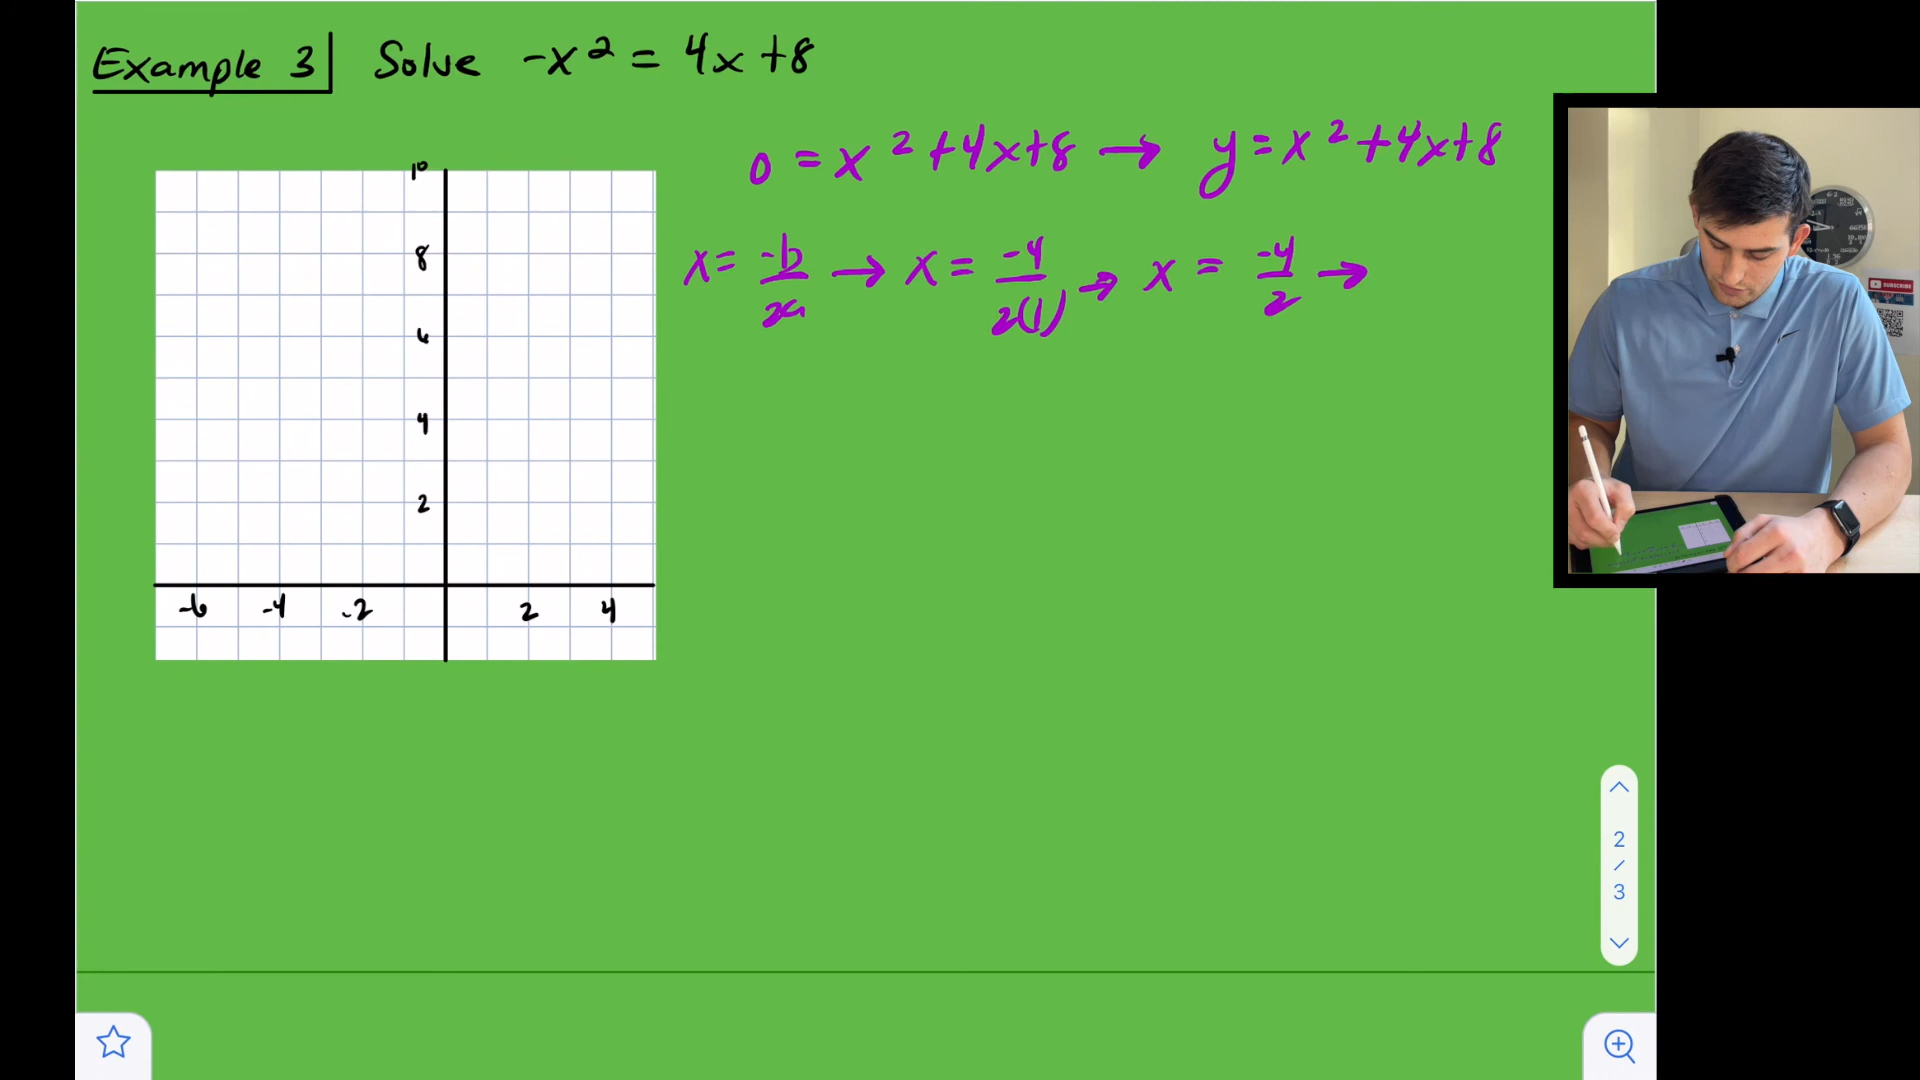 Example 3 Solve -x² = 4x+8
0 = x²+4x+8 → y=x²+4x+8
x= -b/2a → x= -4/2(1) → x = -4/2 →
10
8
6
4
2
-6 -4 -2 2 4
SUBSCRIBE
2
/
3